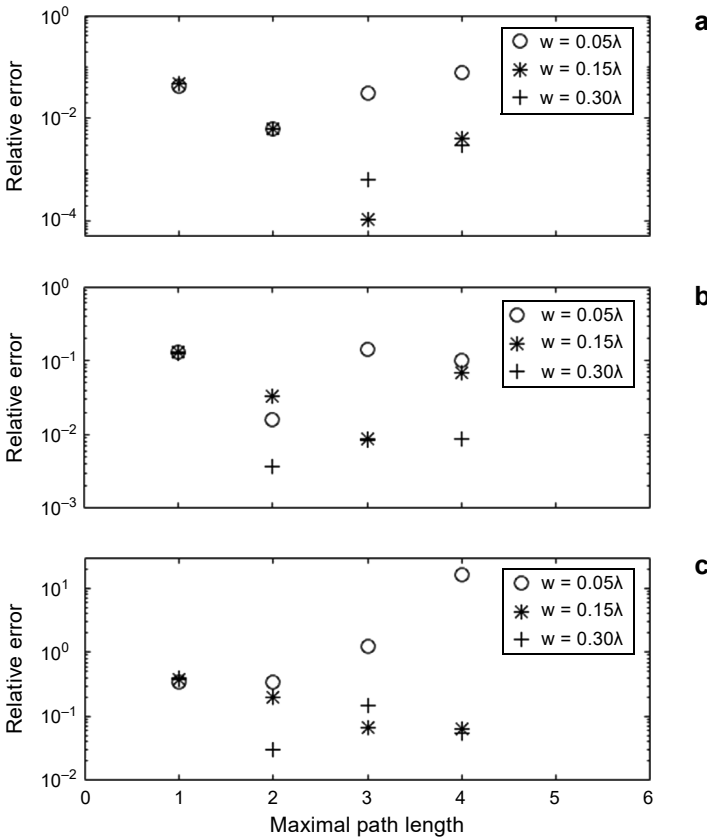 a
10^0
10^−2
10^−4
Relative error
w = 0.05λ
w = 0.15λ
w = 0.30λ
b
10^0
10^−1
10^−2
10^−3
Relative error
w = 0.05λ
w = 0.15λ
w = 0.30λ
c
10^1
10^0
10^−1
10^−2
Relative error
w = 0.05λ
w = 0.15λ
w = 0.30λ
0 1 2 3 4 5 6
Maximal path length